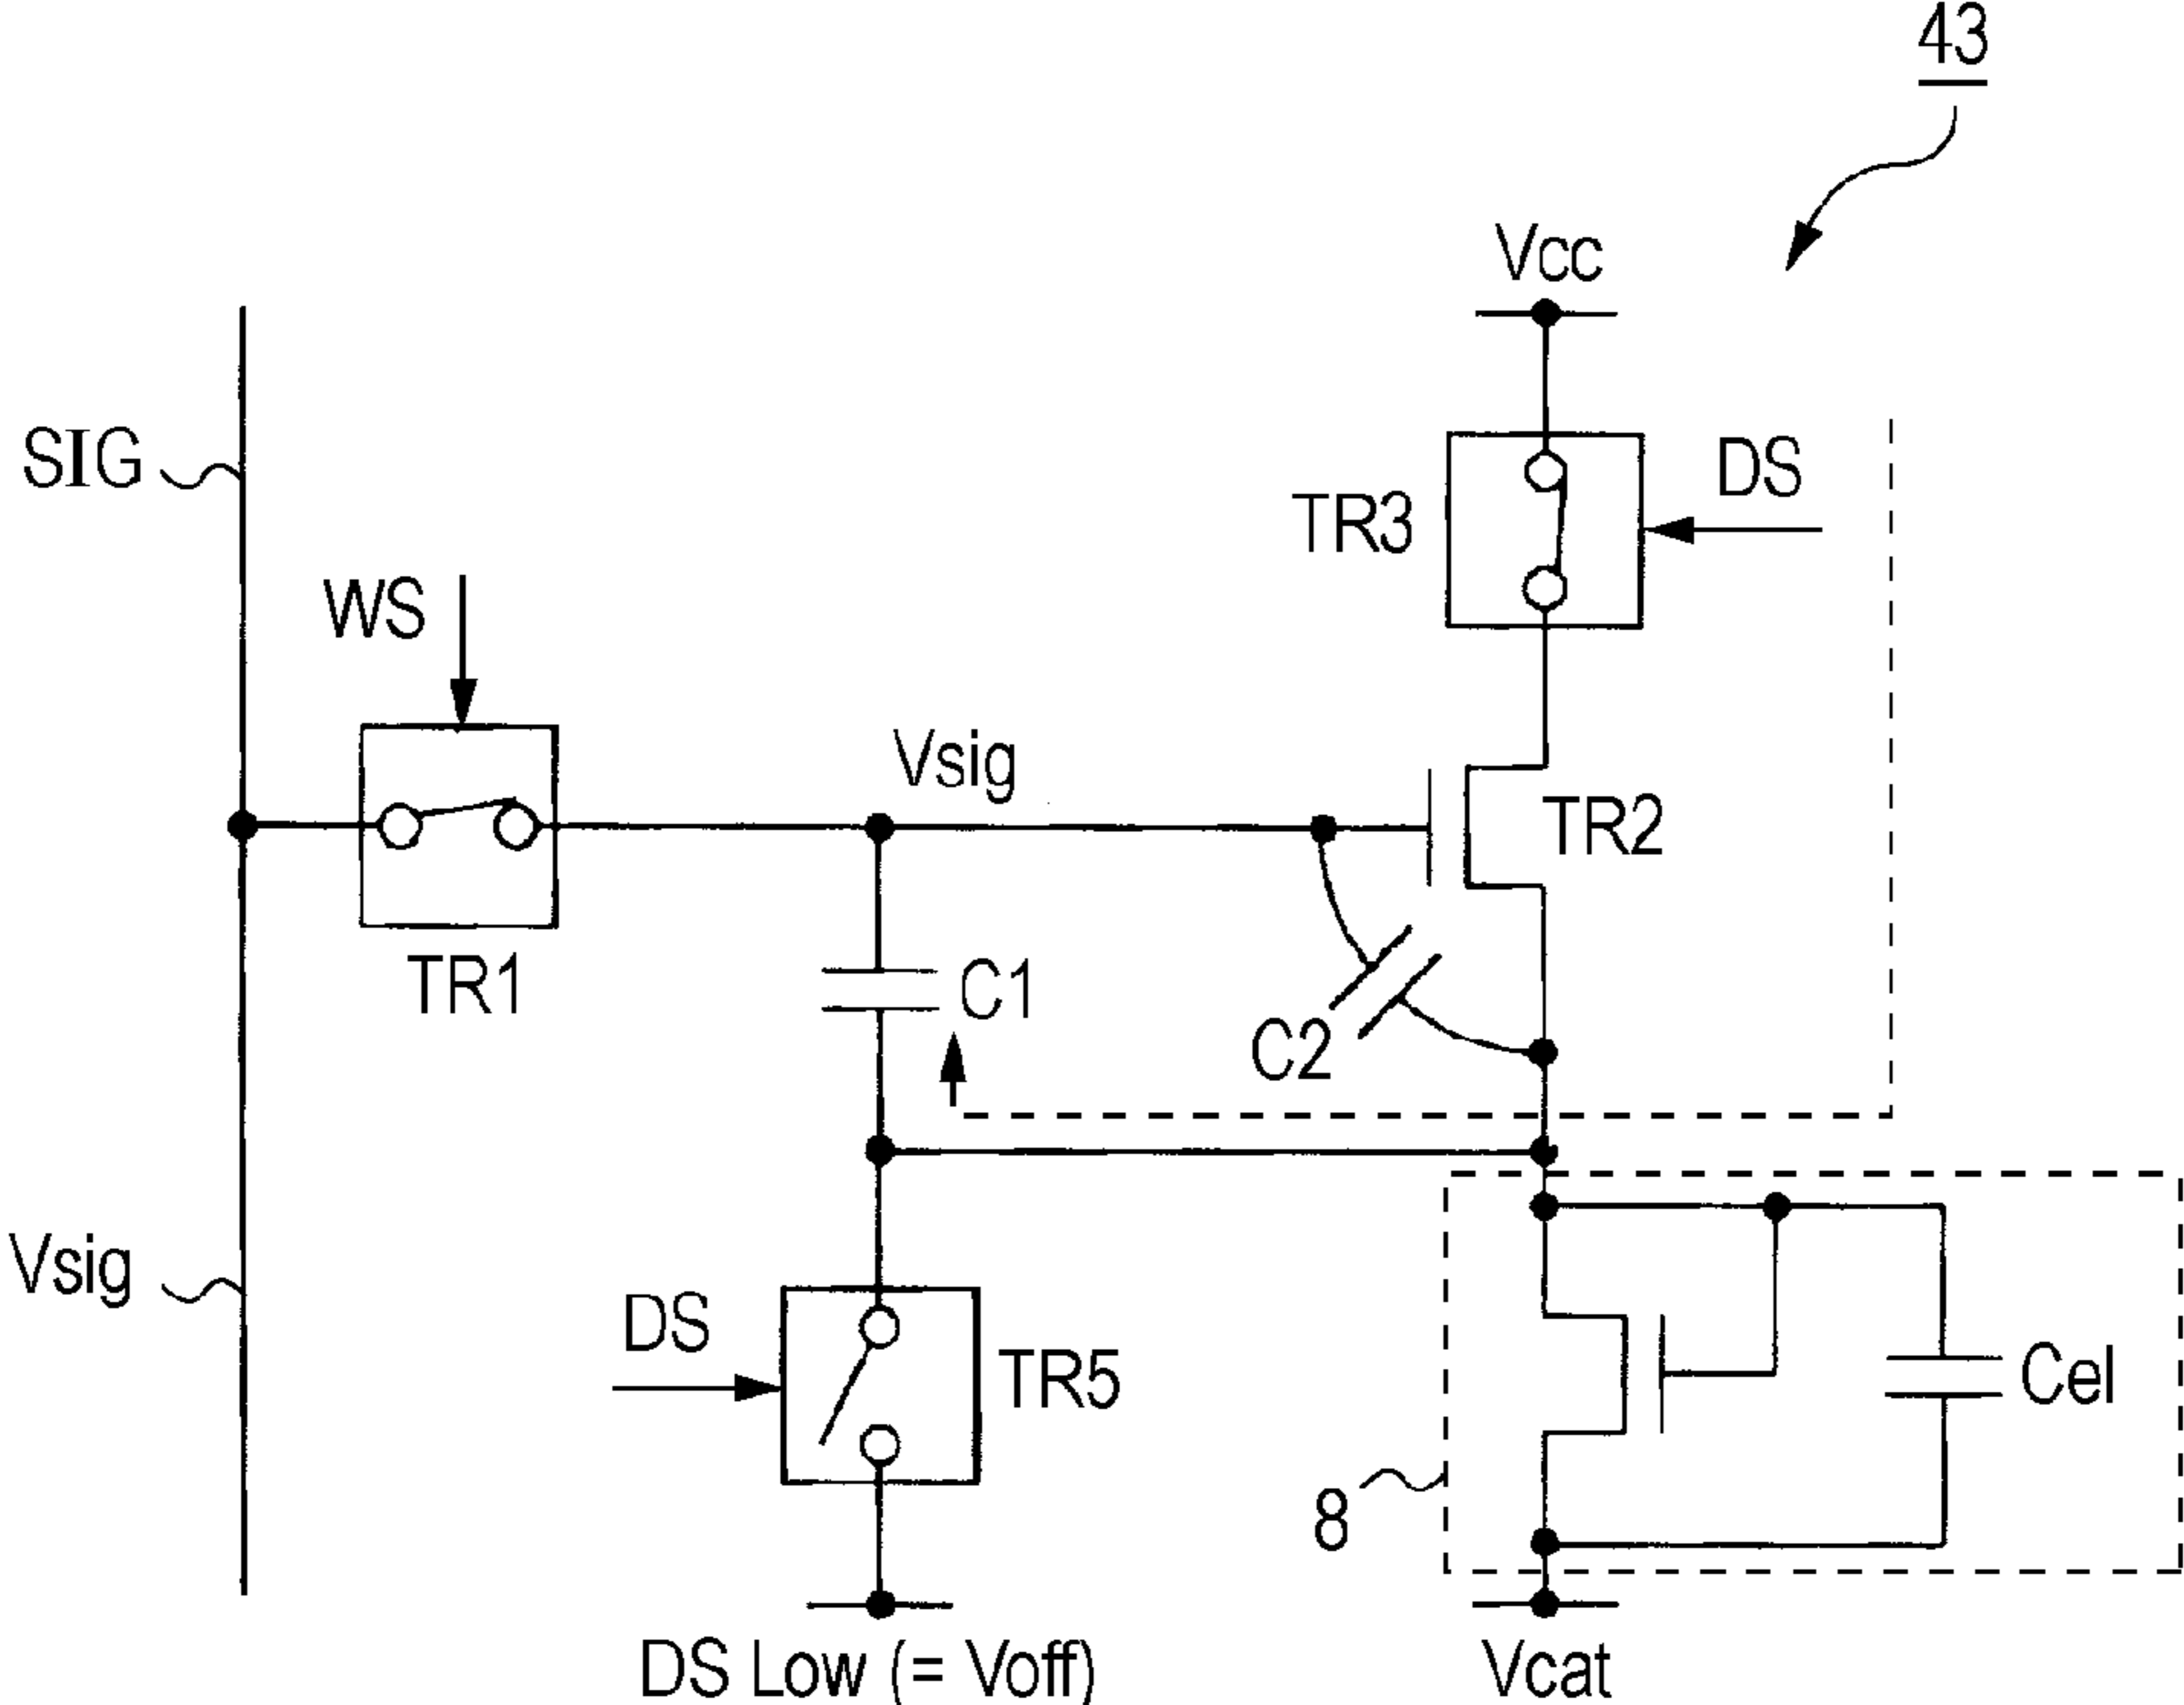 43
Vcc
SIG
DS
TR3
WS
Vsig
TR2
TR1
C1
C2
Vsig
DS
TR5
Cel
8
DS Low (= Voff)
Vcat